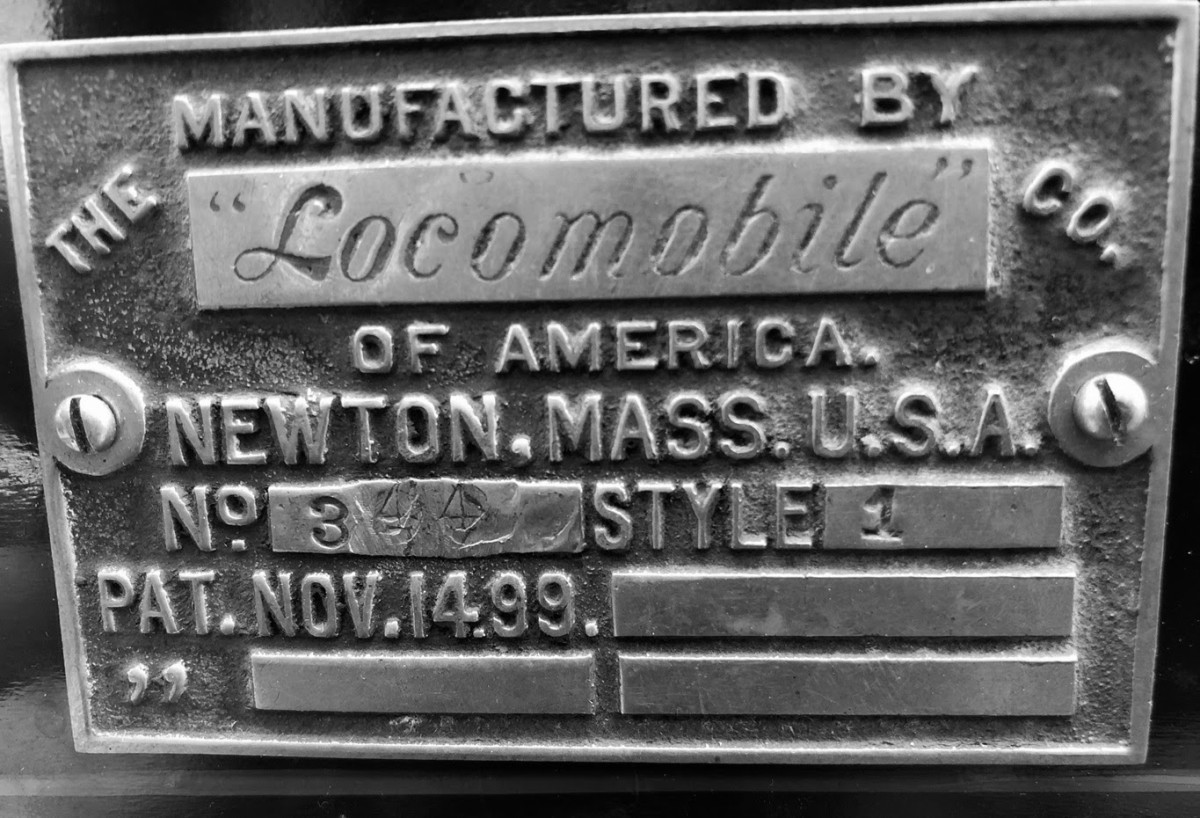 MANUFACTURED BY
THE "Locomobile" CO.
OF AMERICA.
NEWTON, MASS. U.S.A.
No. 344 STYLE 1
PAT. NOV. 14.99.
,,